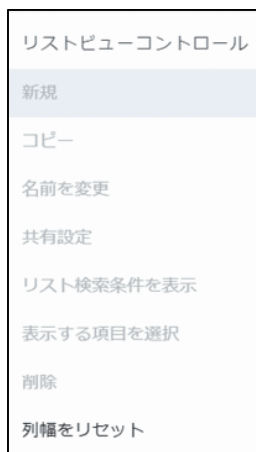 リストビューコントロール
新規
コピー
名前を変更
共有設定
リスト検索条件を表示
表示する項目を選択
削除
列幅をリセット